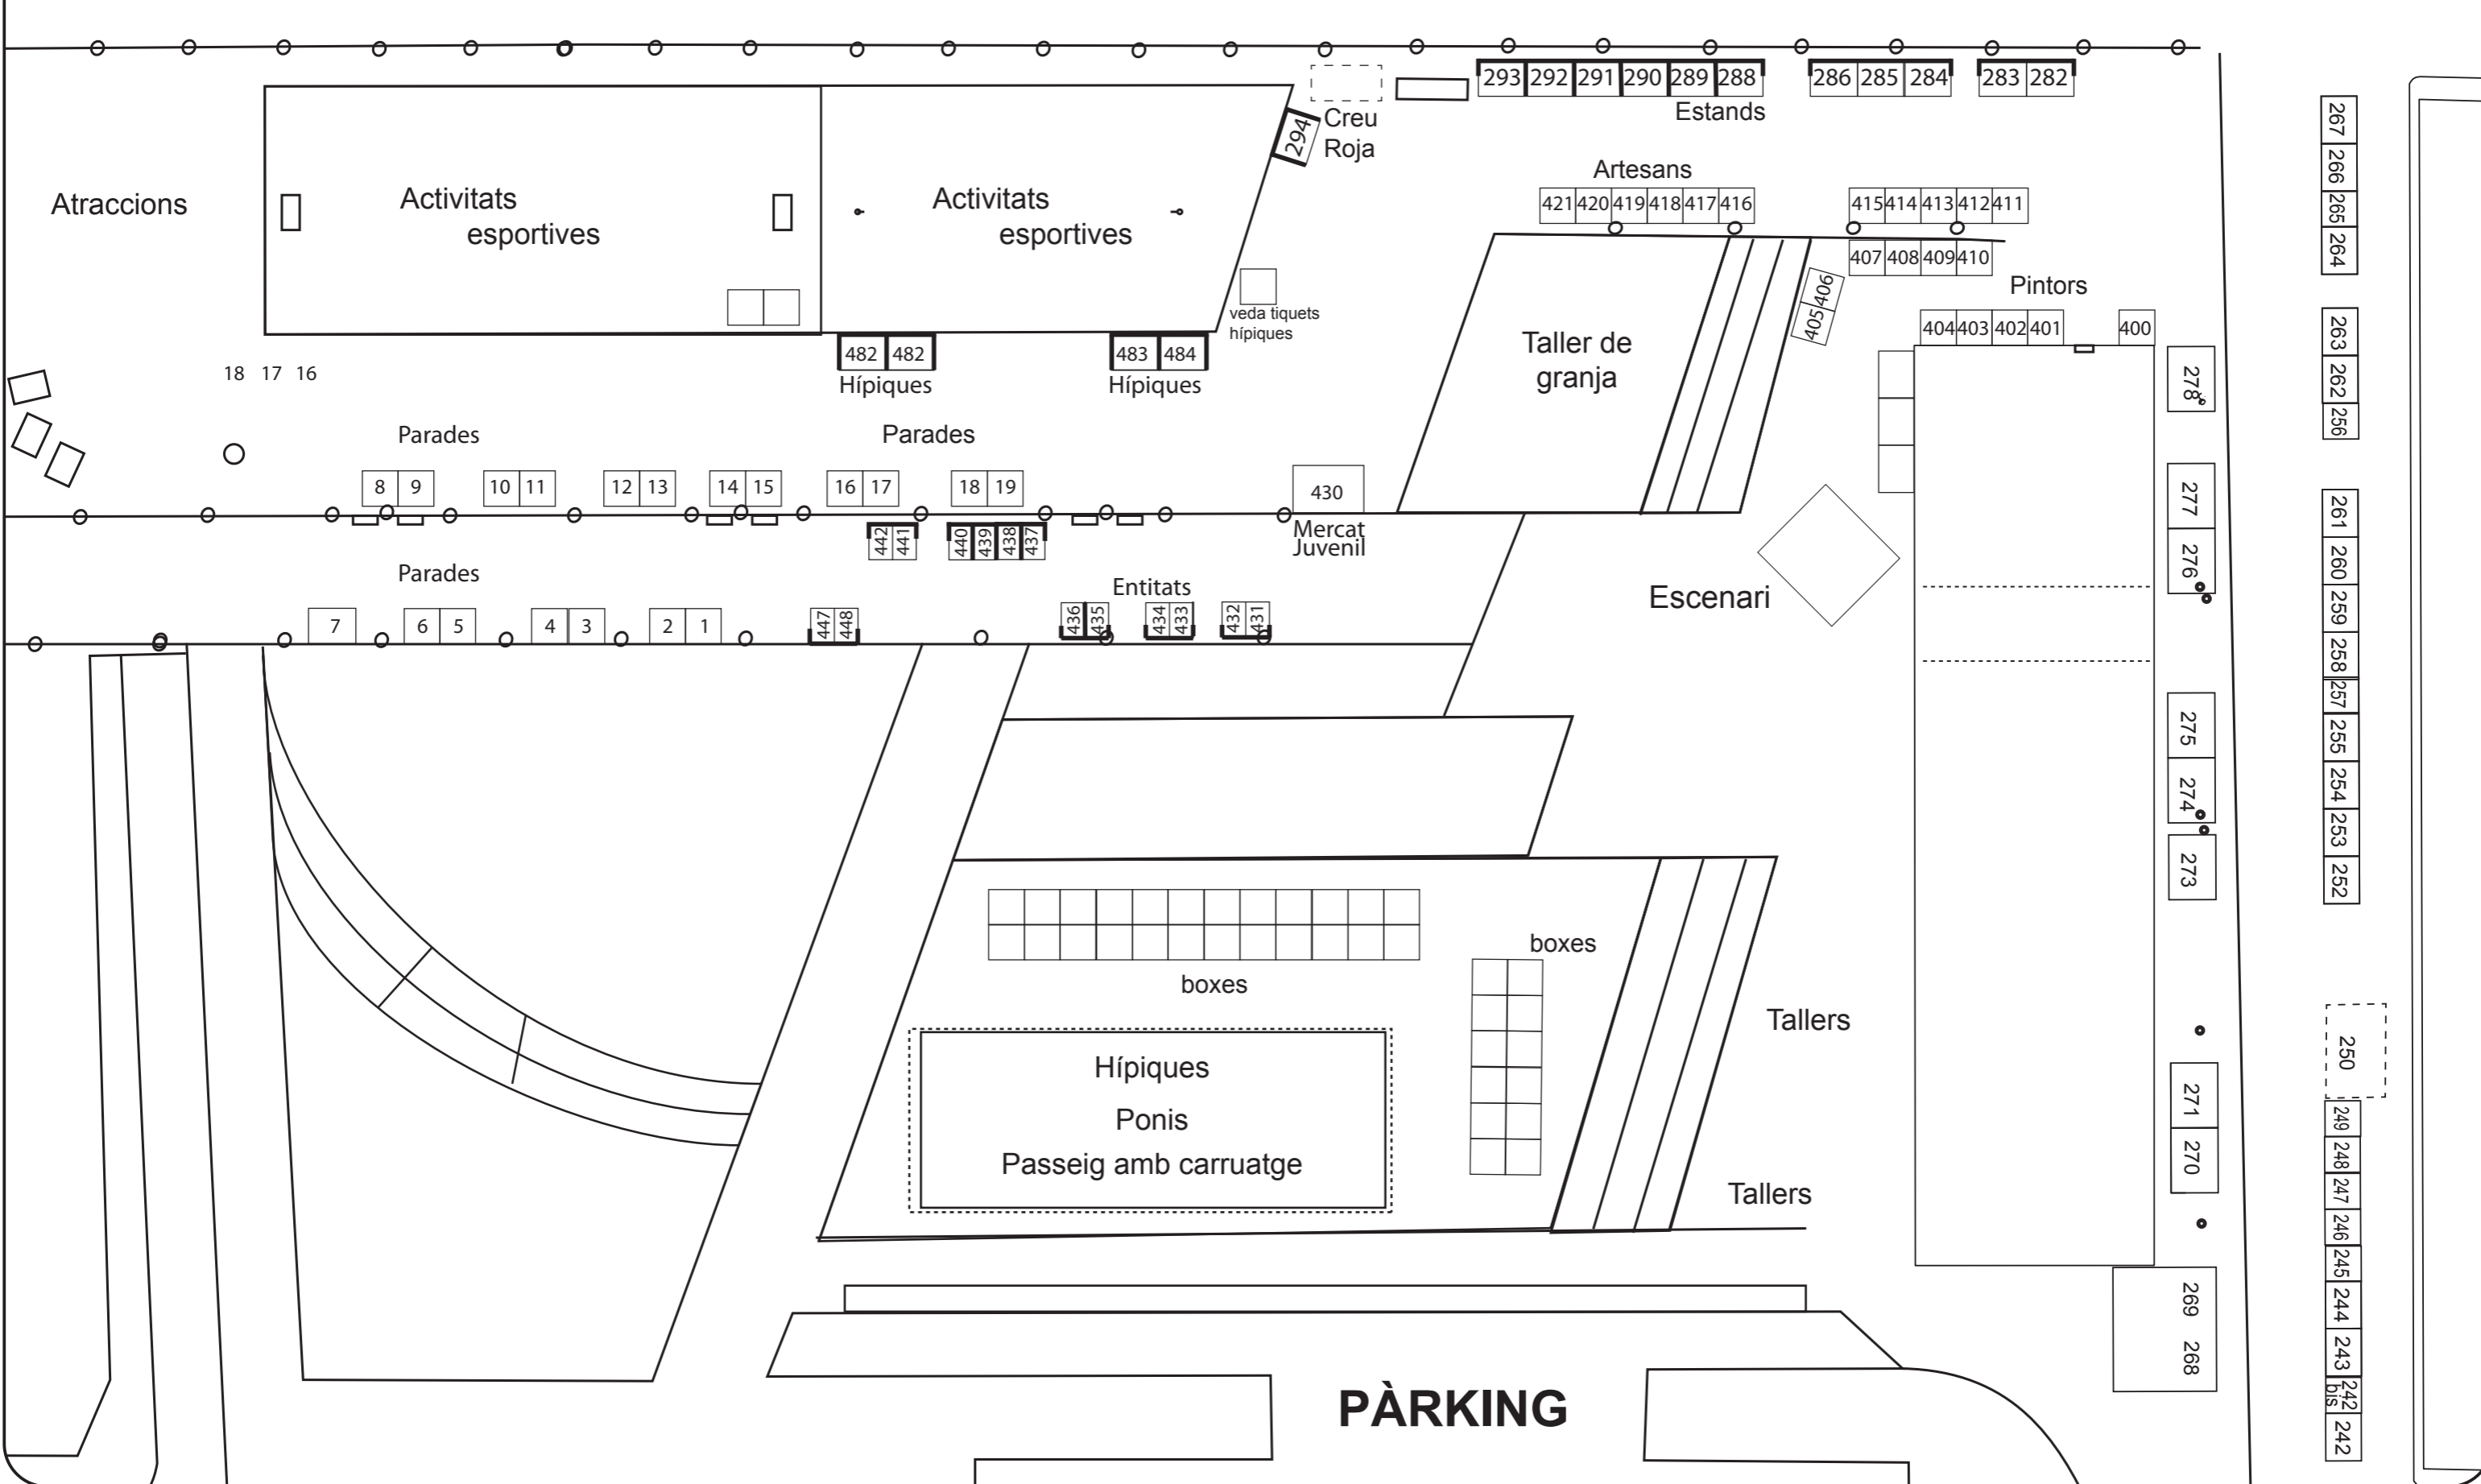 293 292 291 290 289 288
286 285 284
283 282
Estands
Creu
Roja
294
Artesans
421 420 419 418 417 416
415 414 413 412 411
407 408 409 410
Pintors
406
405
404 403 402 401
400
Atraccions
Activitats
esportives
Activitats
esportives
veda tiquets
hípiques
482 482
Hípiques
483 484
Hípiques
Taller de
granja
18 17 16
Parades
Parades
8 9
10 11
12 13
14 15
16 17
18 19
430
Mercat
Juvenil
442 441
440 439 438 437
Parades
Entitats
7
6 5
4 3
2 1
447 448
436 435
434 433
432 431
Escenari
boxes
boxes
Hípiques
Ponis
Passeig amb carruatge
Tallers
Tallers
PÀRKING
278
277
276
275
274
273
271
270
269
268
267
266
265
264
263
262
256
261
260
259
258
257
255
254
253
252
250
249
248
247
246
245
244
243
242
bis
242